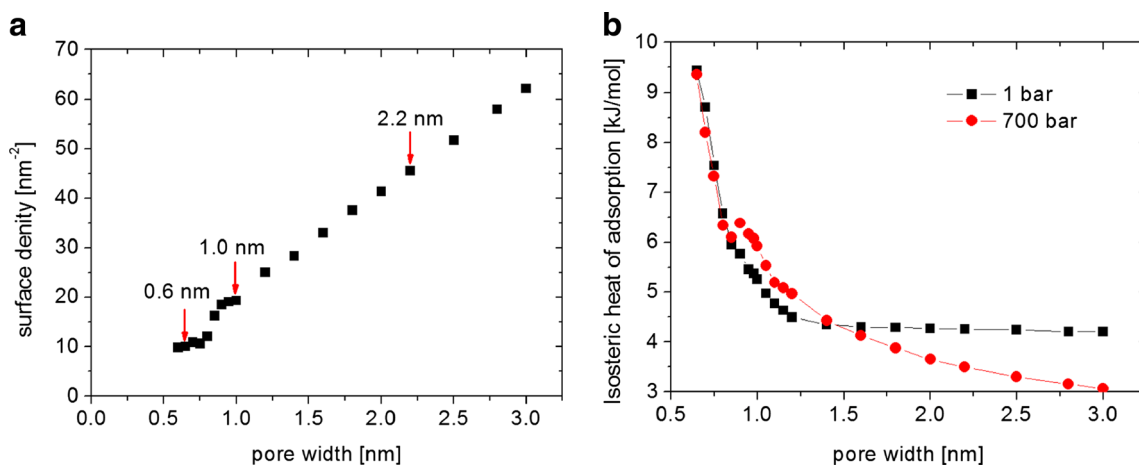 a
surface denity [nm-2]
70
60
50
40
30
20
10
0
0.6 nm
1.0 nm
2.2 nm
0.0
0.5
1.0
1.5
2.0
2.5
3.0
pore width [nm]
b
Isosteric heat of adsorption [kJ/mol]
10
9
8
7
6
5
4
3
1 bar
700 bar
0.5
1.0
1.5
2.0
2.5
3.0
pore width [nm]